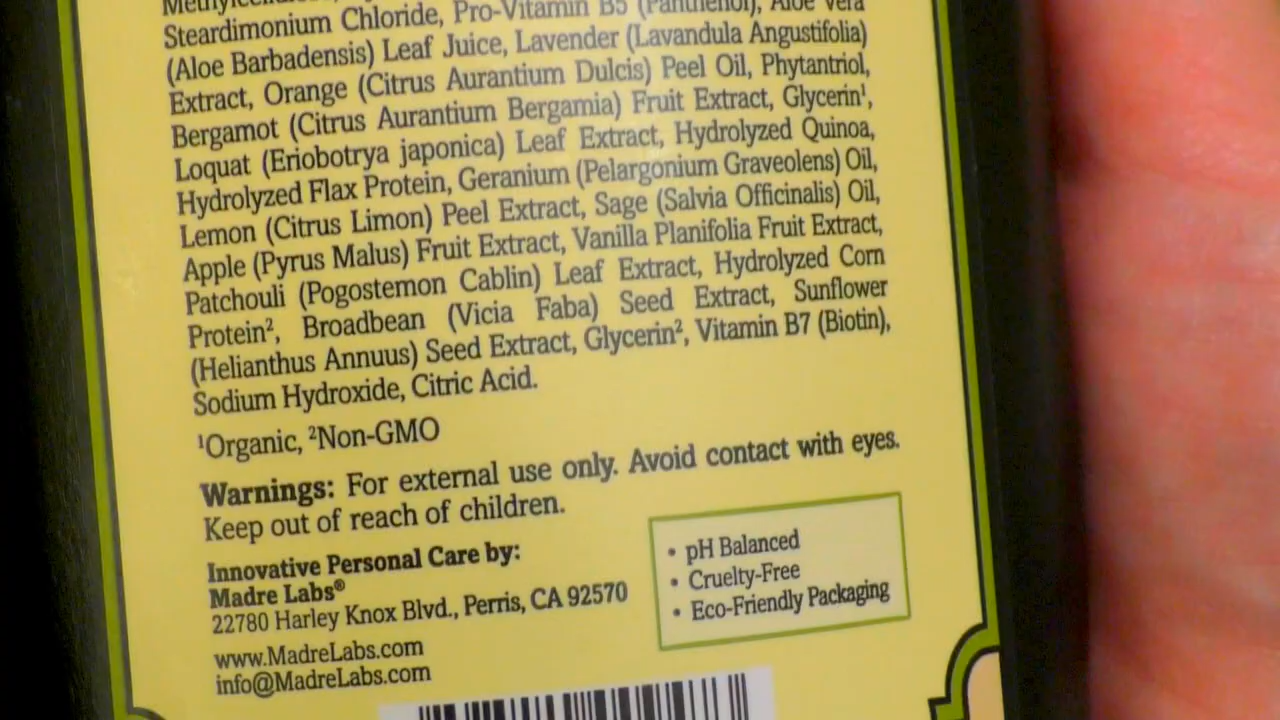 Steardimonium Chloride, Pro-Vitamin B5 (Panthenol), Aloe Vera
(Aloe Barbadensis) Leaf Juice, Lavender (Lavandula Angustifolia)
Extract, Orange (Citrus Aurantium Dulcis) Peel Oil, Phytantriol,
Bergamot (Citrus Aurantium Bergamia) Fruit Extract, Glycerin¹,
Loquat (Eriobotrya japonica) Leaf Extract, Hydrolyzed Quinoa,
Hydrolyzed Flax Protein, Geranium (Pelargonium Graveolens) Oil,
Lemon (Citrus Limon) Peel Extract, Sage (Salvia Officinalis) Oil,
Apple (Pyrus Malus) Fruit Extract, Vanilla Planifolia Fruit Extract,
Patchouli (Pogostemon Cablin) Leaf Extract, Hydrolyzed Corn
Protein², Broadbean (Vicia Faba) Seed Extract, Sunflower
(Helianthus Annuus) Seed Extract, Glycerin², Vitamin B7 (Biotin),
Sodium Hydroxide, Citric Acid.
¹Organic, ²Non-GMO
Warnings: For external use only. Avoid contact with eyes.
Keep out of reach of children.
Innovative Personal Care by:
Madre Labs®
22780 Harley Knox Blvd., Perris, CA 92570
www.MadreLabs.com
info@MadreLabs.com
• pH Balanced
• Cruelty-Free
• Eco-Friendly Packaging